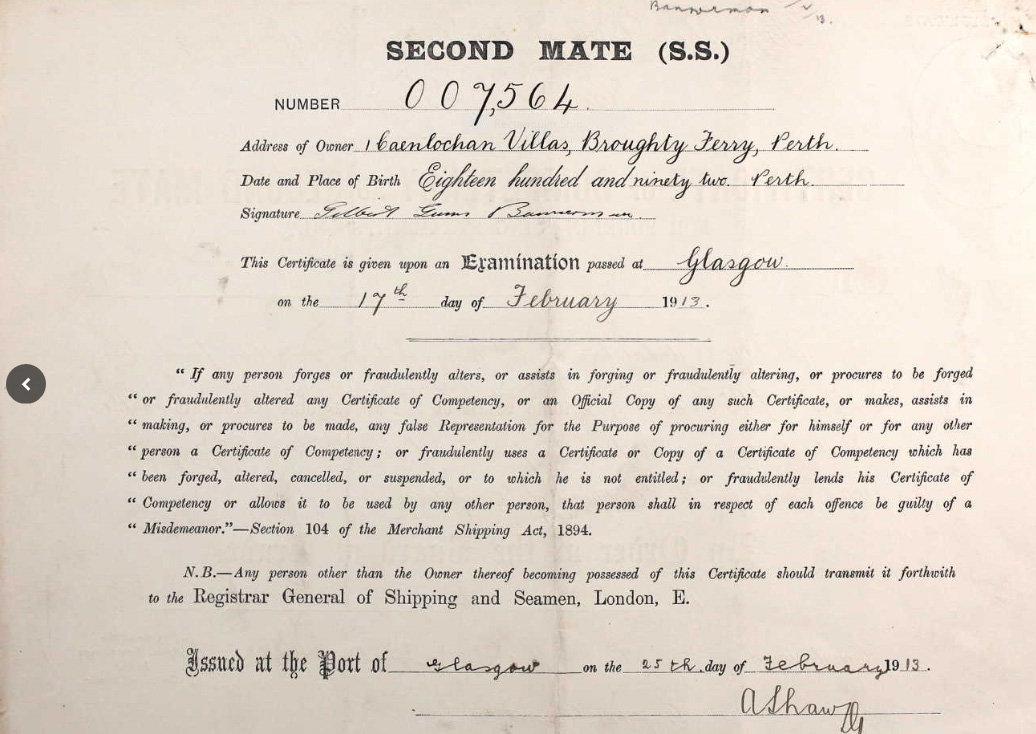 Bannerman
SECOND MATE (S.S.)
NUMBER 007,564.
Address of Owner 1 Caenlochan Villas, Broughty Ferry, Perth.
Date and Place of Birth Eighteen hundred and ninety two. Perth.
Signature Gilbert Bannerman
This Certificate is given upon an Examination passed at Glasgow.
on the 17th day of February 1913.
“ If any person forges or fraudulently alters, or assists in forging or fraudulently altering, or procures to be forged
“ or fraudulently altered any Certificate of Competency, or an Official Copy of any such Certificate, or makes, assists in
“ making, or procures to be made, any false Representation for the Purpose of procuring either for himself or for any other
“ person a Certificate of Competency; or fraudulently uses a Certificate or Copy of a Certificate of Competency which has
“ been forged, altered, cancelled, or suspended, or to which he is not entitled; or fraudulently lends his Certificate of
“ Competency or allows it to be used by any other person, that person shall in respect of each offence be guilty of a
“ Misdemeanor.”—Section 104 of the Merchant Shipping Act, 1894.
N.B.—Any person other than the Owner thereof becoming possessed of this Certificate should transmit it forthwith
to the Registrar General of Shipping and Seamen, London, E.
Issued at the Port of Glasgow on the 25th day of February 1913.
A Shaw